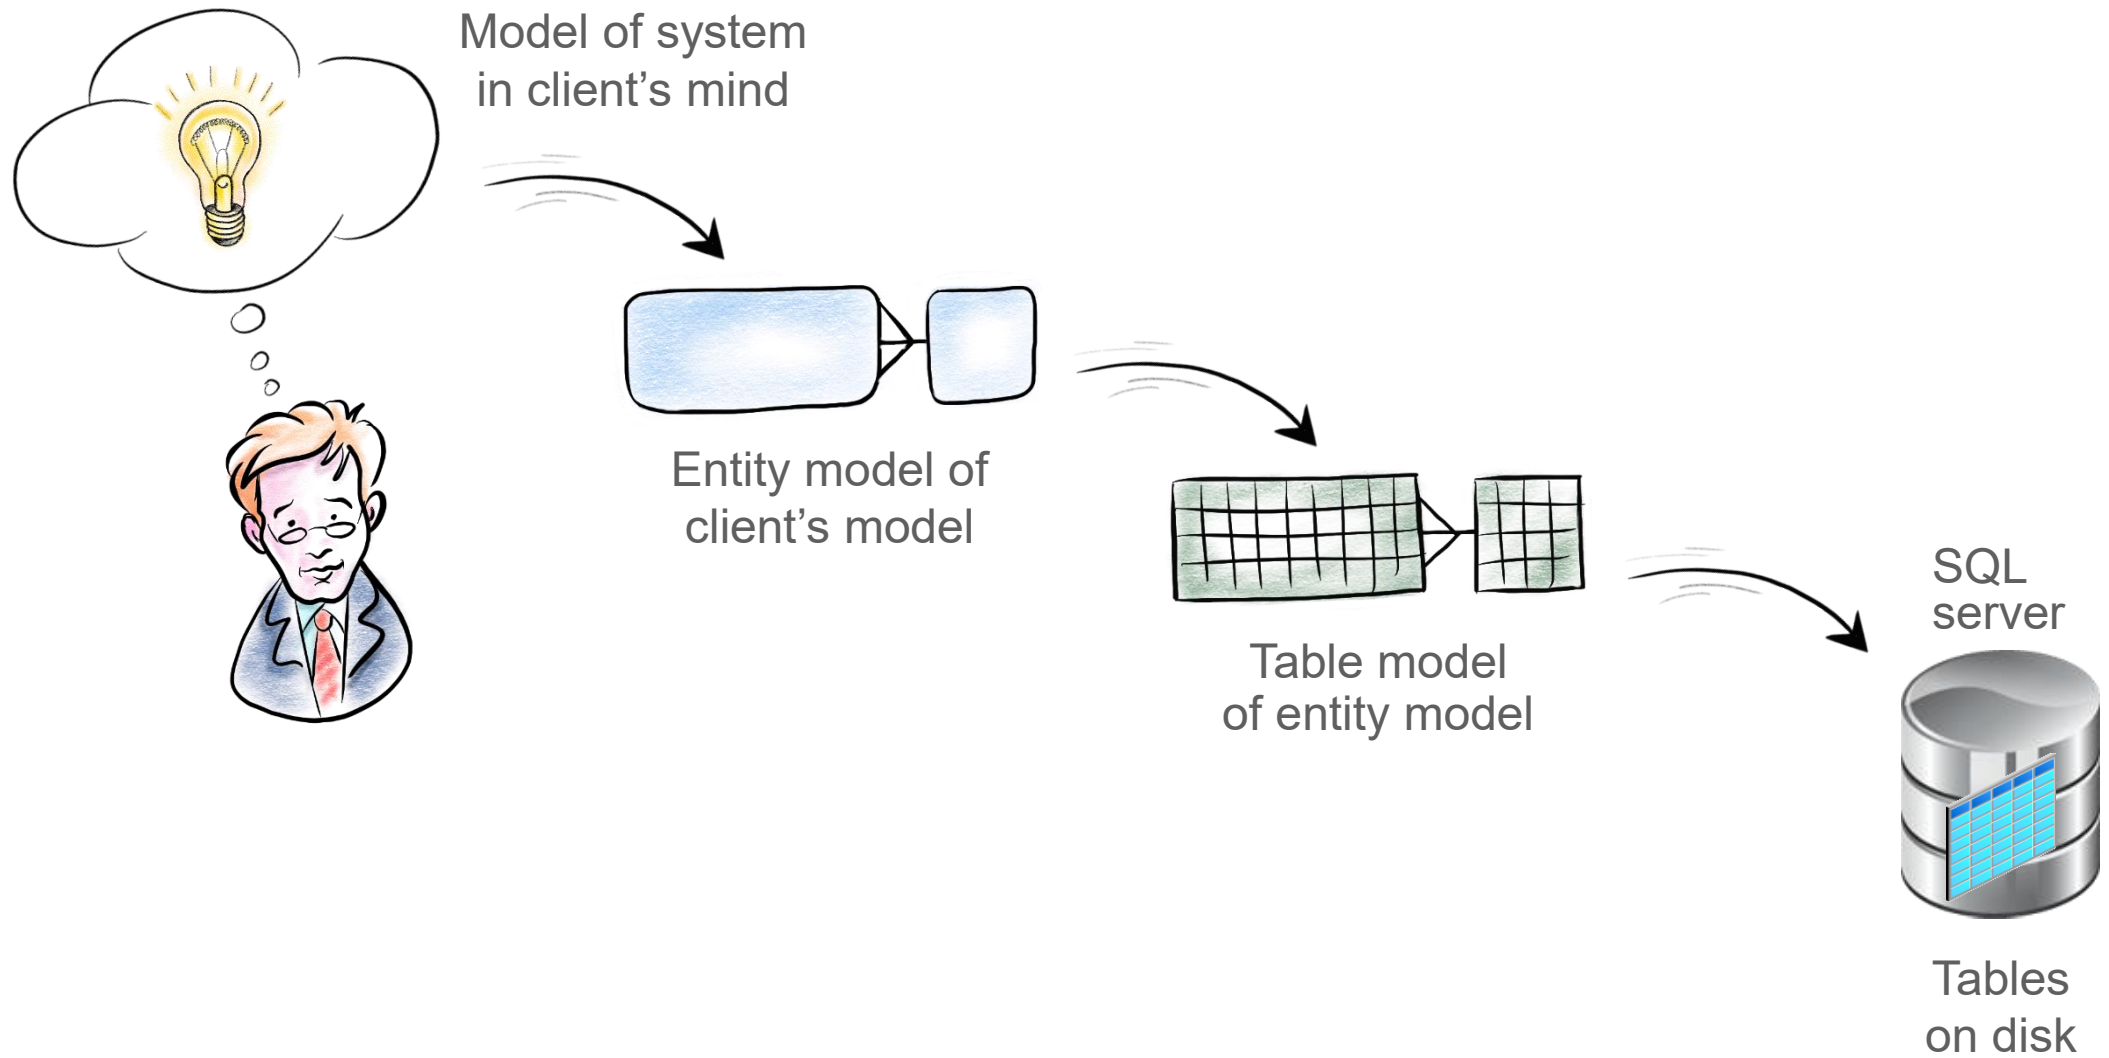 Model of system
in client's mind
Entity model of
client's model
Table model
of entity model
SQL
server
Tables
on disk